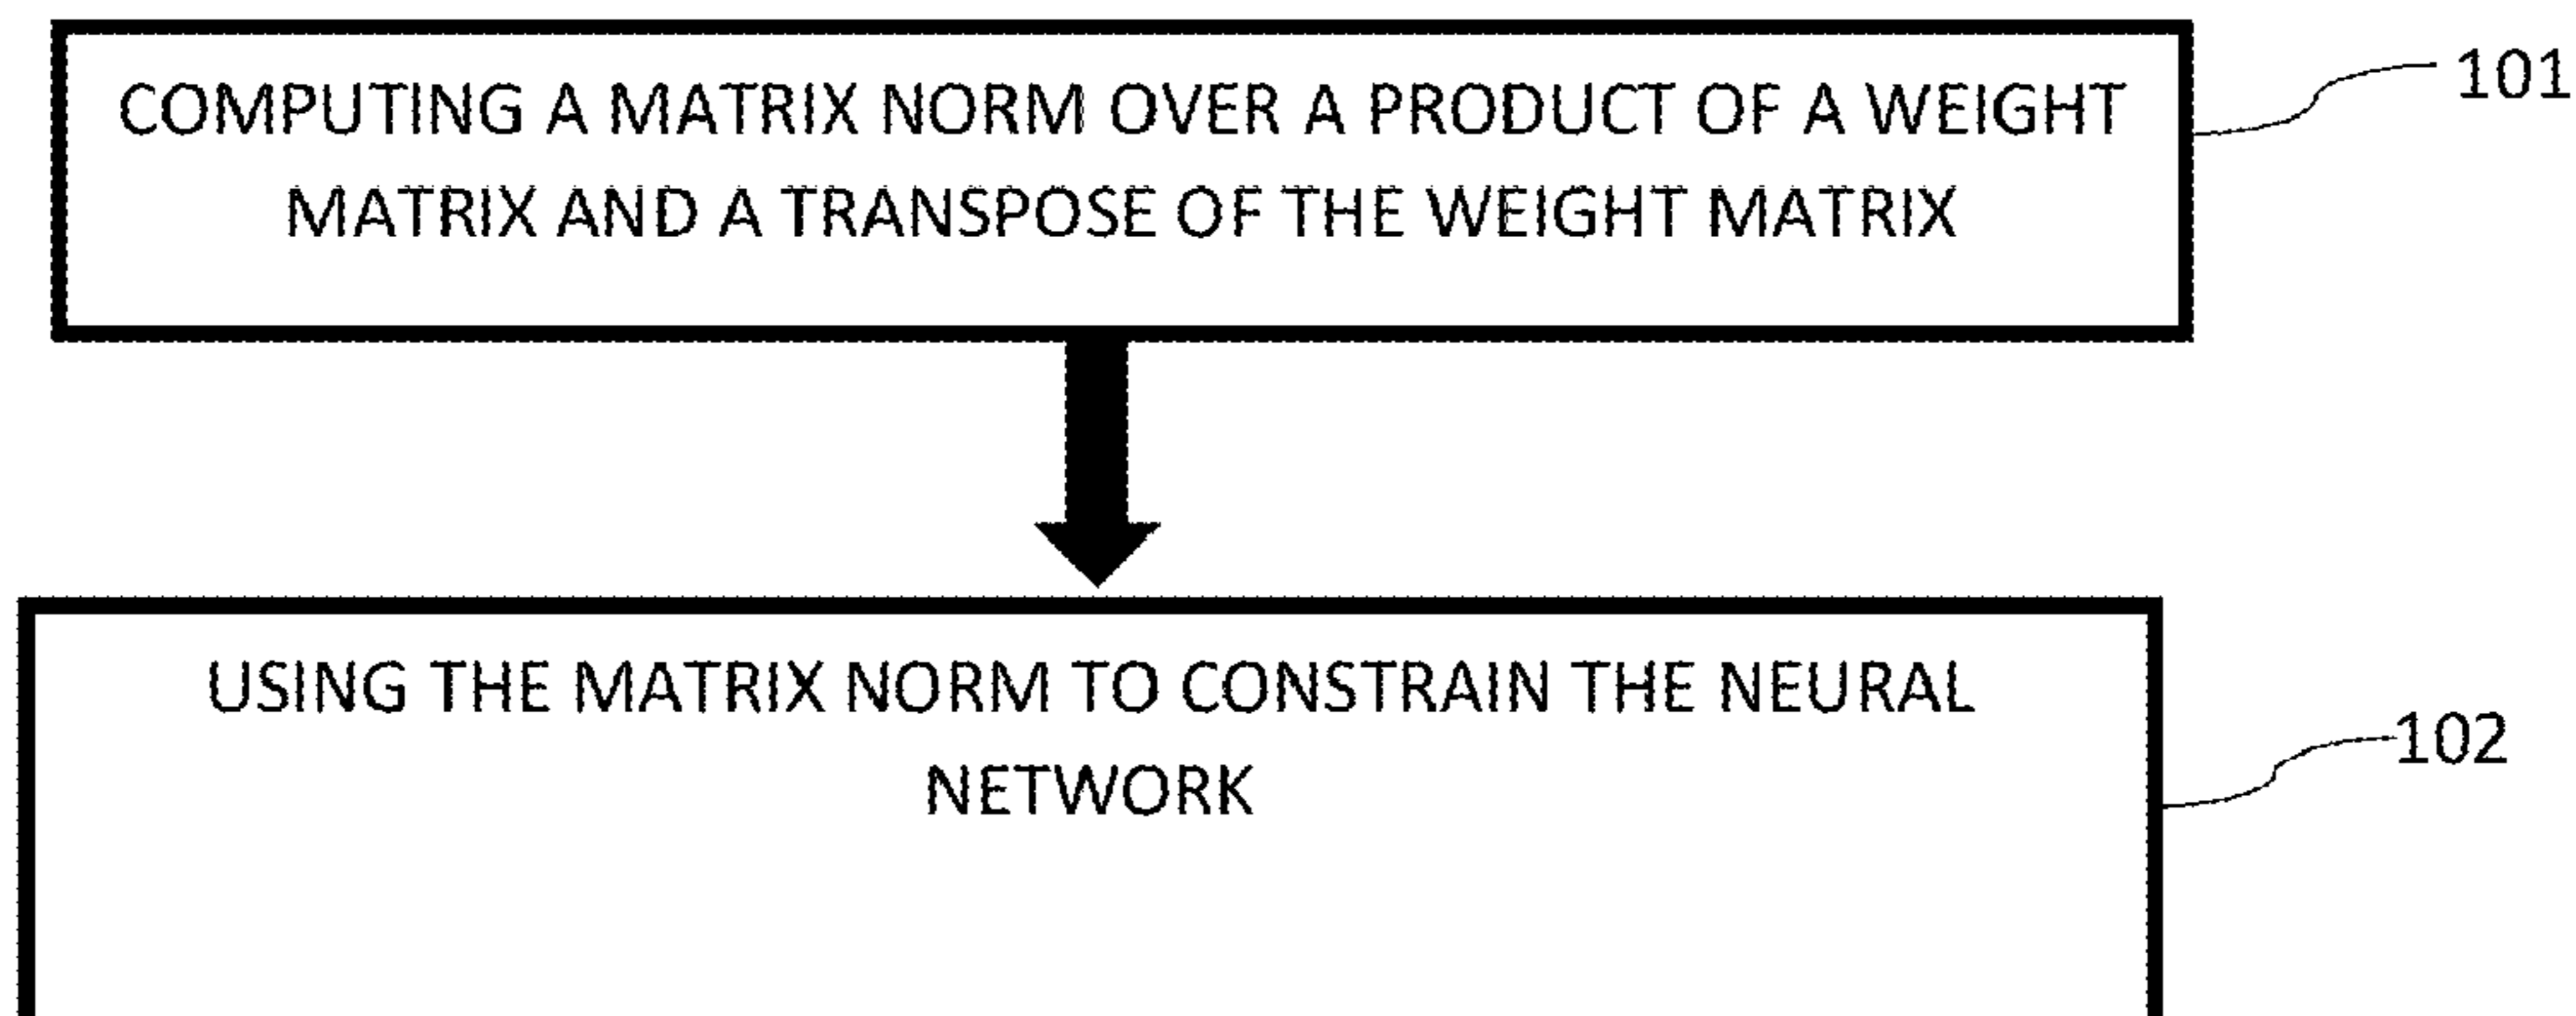 COMPUTING A MATRIX NORM OVER A PRODUCT OF A WEIGHT
MATRIX AND A TRANSPOSE OF THE WEIGHT MATRIX
101
USING THE MATRIX NORM TO CONSTRAIN THE NEURAL
NETWORK
102